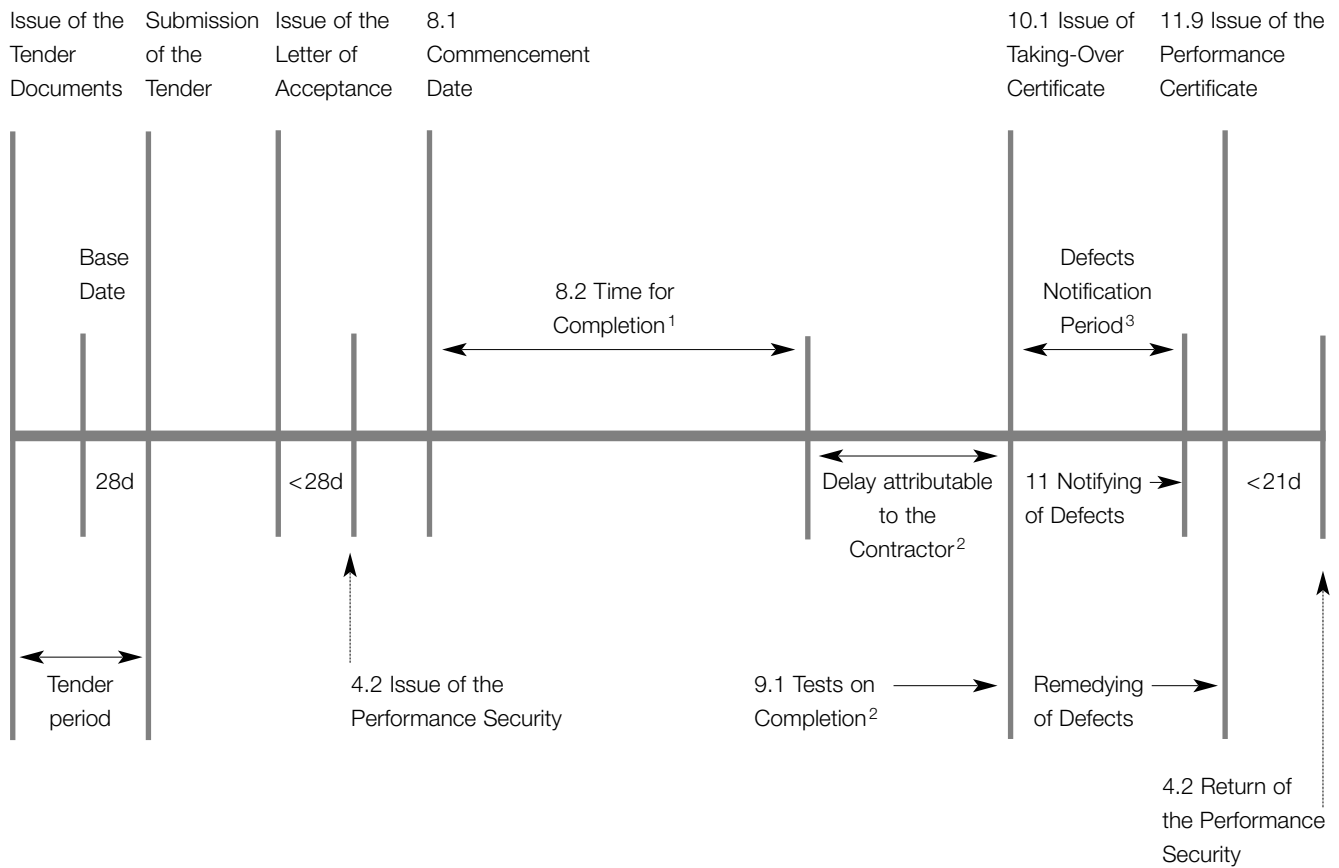 Issue of the
Tender
Documents
Submission
of the
Tender
Issue of the
Letter of
Acceptance
8.1
Commencement
Date
10.1 Issue of
Taking-Over
Certificate
11.9 Issue of the
Performance
Certificate
Base
Date
8.2 Time for
Completion¹
Defects
Notification
Period³
28d
<28d
Delay attributable
to the
Contractor²
11 Notifying
of Defects
<21d
Tender
period
4.2 Issue of the
Performance Security
9.1 Tests on
Completion²
Remedying
of Defects
4.2 Return of
the Performance
Security